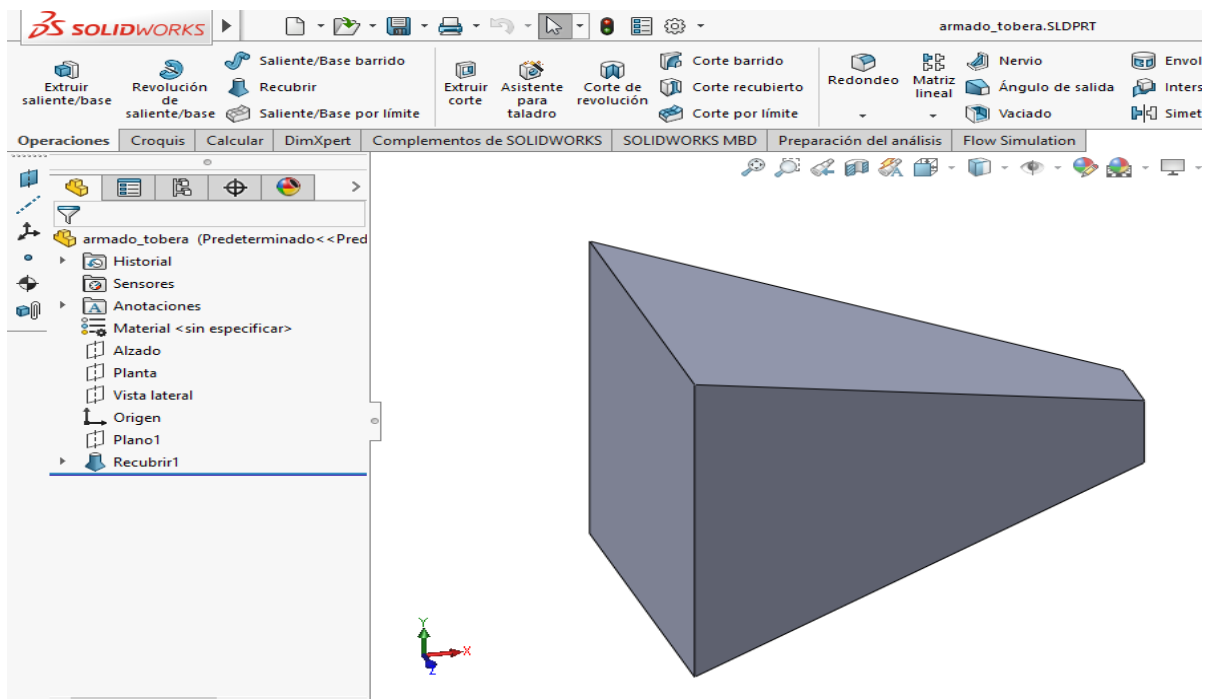 SOLIDWORKS
armado_tobera.SLDPRT
Extruir saliente/base
Revolución de saliente/base
Saliente/Base barrido
Recubrir
Saliente/Base por límite
Extruir corte
Asistente para taladro
Corte de revolución
Corte barrido
Corte recubierto
Corte por límite
Redondeo
Matriz lineal
Nervio
Ángulo de salida
Vaciado
Envol
Inters
Simet
Operaciones Croquis Calcular DimXpert Complementos de SOLIDWORKS SOLIDWORKS MBD Preparación del análisis Flow Simulation
armado_tobera (Predeterminado<<Pred
Historial
Sensores
Anotaciones
Material <sin especificar>
Alzado
Planta
Vista lateral
Origen
Plano1
Recubrir1
Y
X
Z